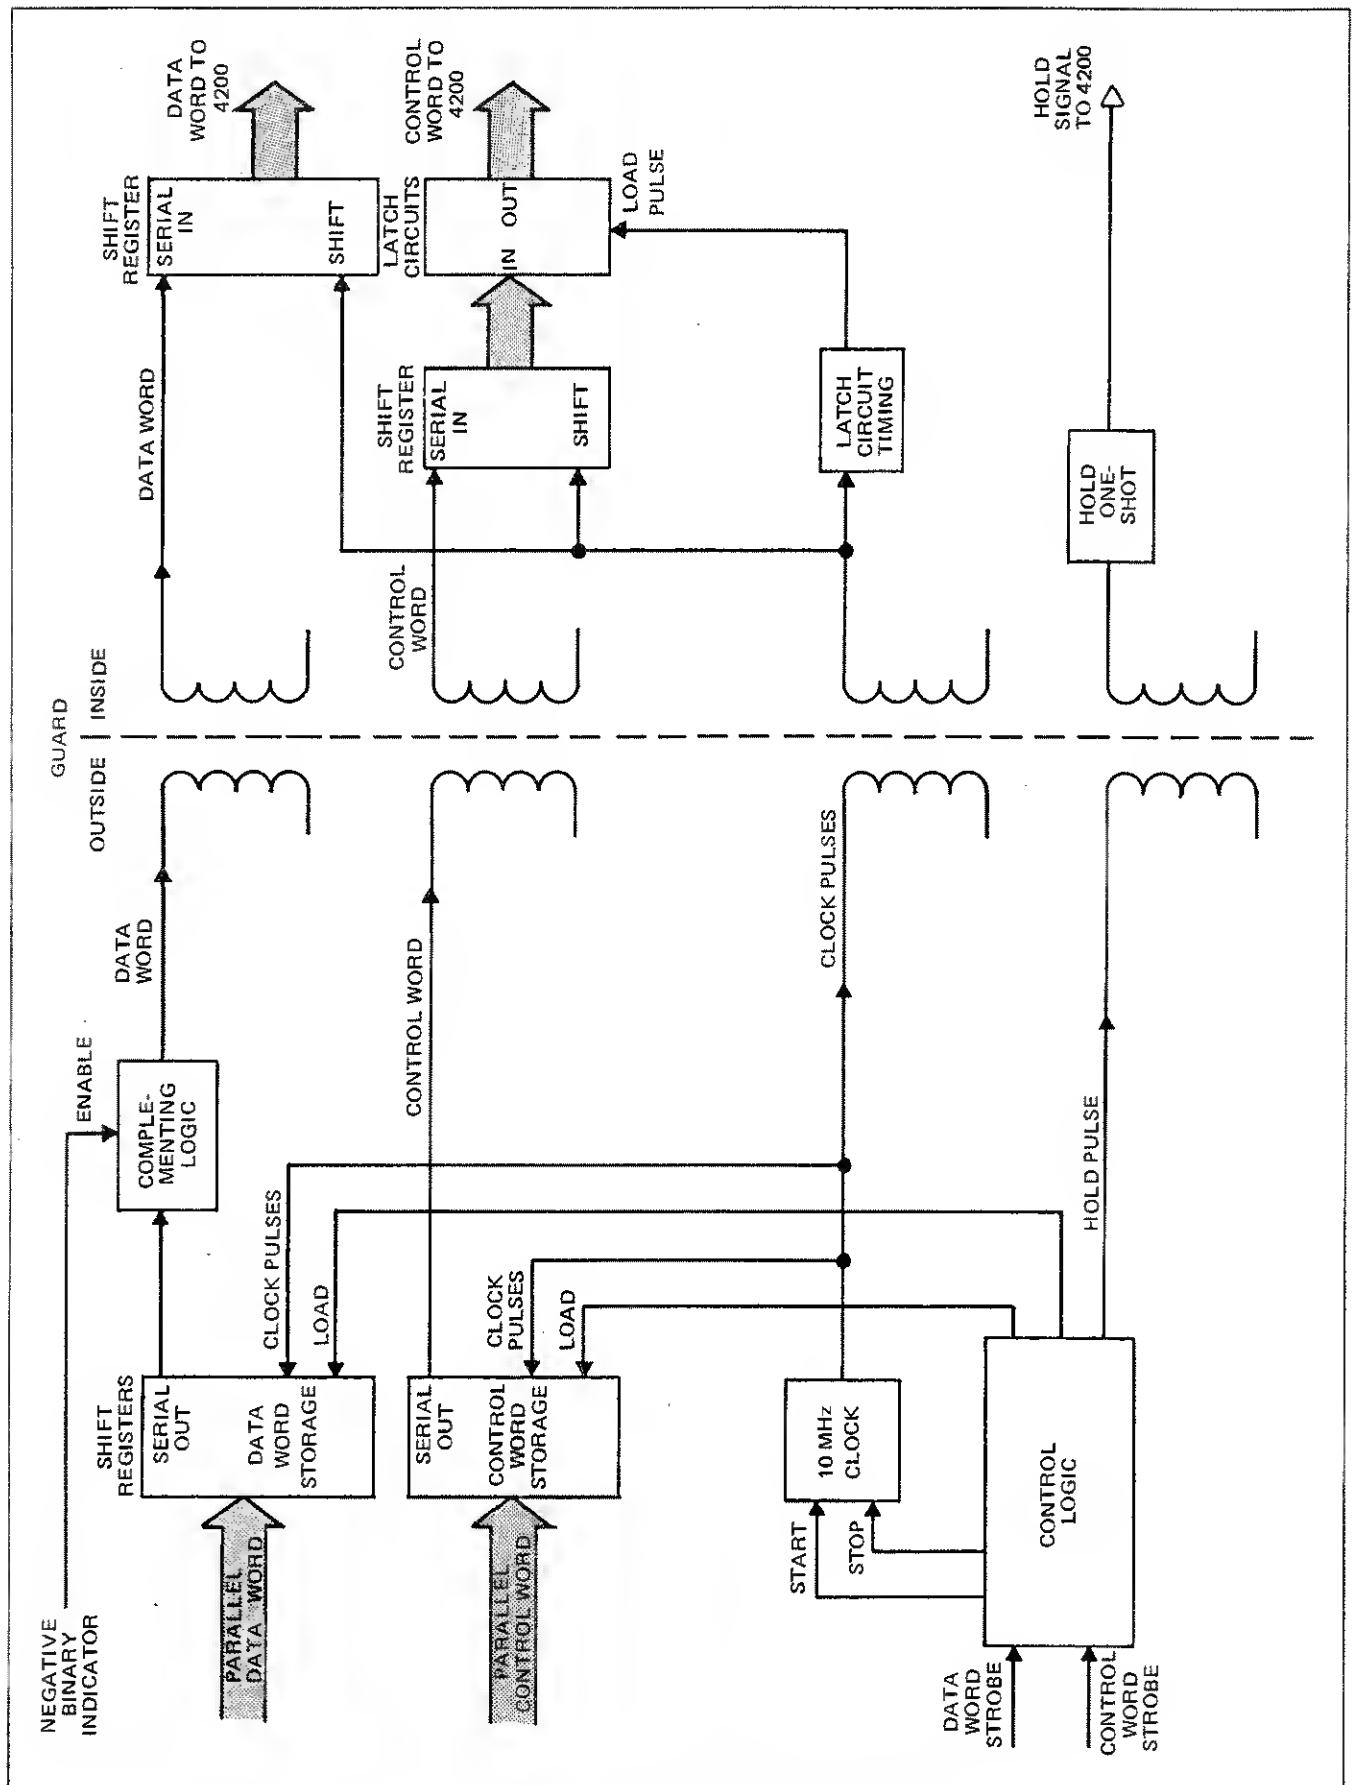 NEGATIVE
BINARY
INDICATOR
ENABLE
OUTSIDE
GUARD
INSIDE
SHIFT
REGISTERS
SERIAL
OUT
DATA
WORD
STORAGE
PARALLEL
DATA WORD
COMPLE-
MENTING
LOGIC
DATA
WORD
DATA WORD
SHIFT
REGISTER
SERIAL
IN
SHIFT
DATA
WORD TO
4200
CLOCK PULSES
LOAD
PARALLEL
CONTROL WORD
SERIAL
OUT
CONTROL
WORD
STORAGE
CLOCK
PULSES
LOAD
CONTROL WORD
CONTROL
WORD
SHIFT
REGISTER
SERIAL
IN
SHIFT
LATCH
CIRCUITS
IN OUT
CONTROL
WORD TO
4200
LOAD
PULSE
START
STOP
10 MHz
CLOCK
CLOCK PULSES
LATCH
CIRCUIT
TIMING
DATA
WORD
STROBE
CONTROL
WORD
STROBE
CONTROL
LOGIC
HOLD PULSE
HOLD
ONE-
SHOT
HOLD
SIGNAL
TO 4200